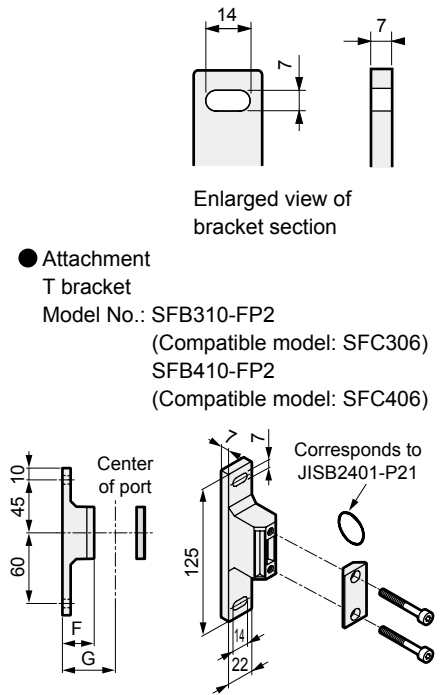 14
7
7
Enlarged view of
bracket section
● Attachment
T bracket
Model No.: SFB310-FP2
(Compatible model: SFC306)
SFB410-FP2
(Compatible model: SFC406)
10
45
60
Center
of port
F
G
7
7
125
14
22
Corresponds to
JISB2401-P21